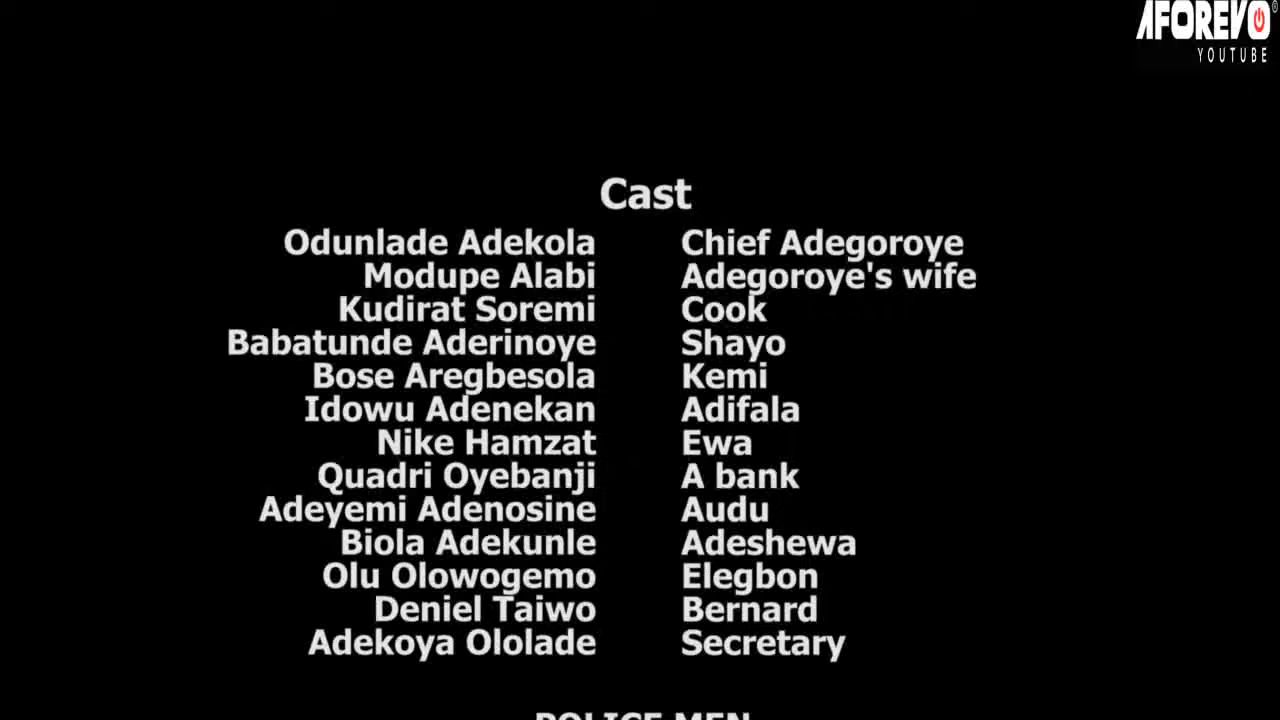 AFOREVO
YOUTUBE
Cast
Odunlade Adekola Chief Adegoroye
Modupe Alabi Adegoroye's wife
Kudirat Soremi Cook
Babatunde Aderinoye Shayo
Bose Aregbesola Kemi
Idowu Adenekan Adifala
Nike Hamzat Ewa
Quadri Oyebanji A bank
Adeyemi Adenosine Audu
Biola Adekunle Adeshewa
Olu Olowogemo Elegbon
Deniel Taiwo Bernard
Adekoya Ololade Secretary
POLICE MEN